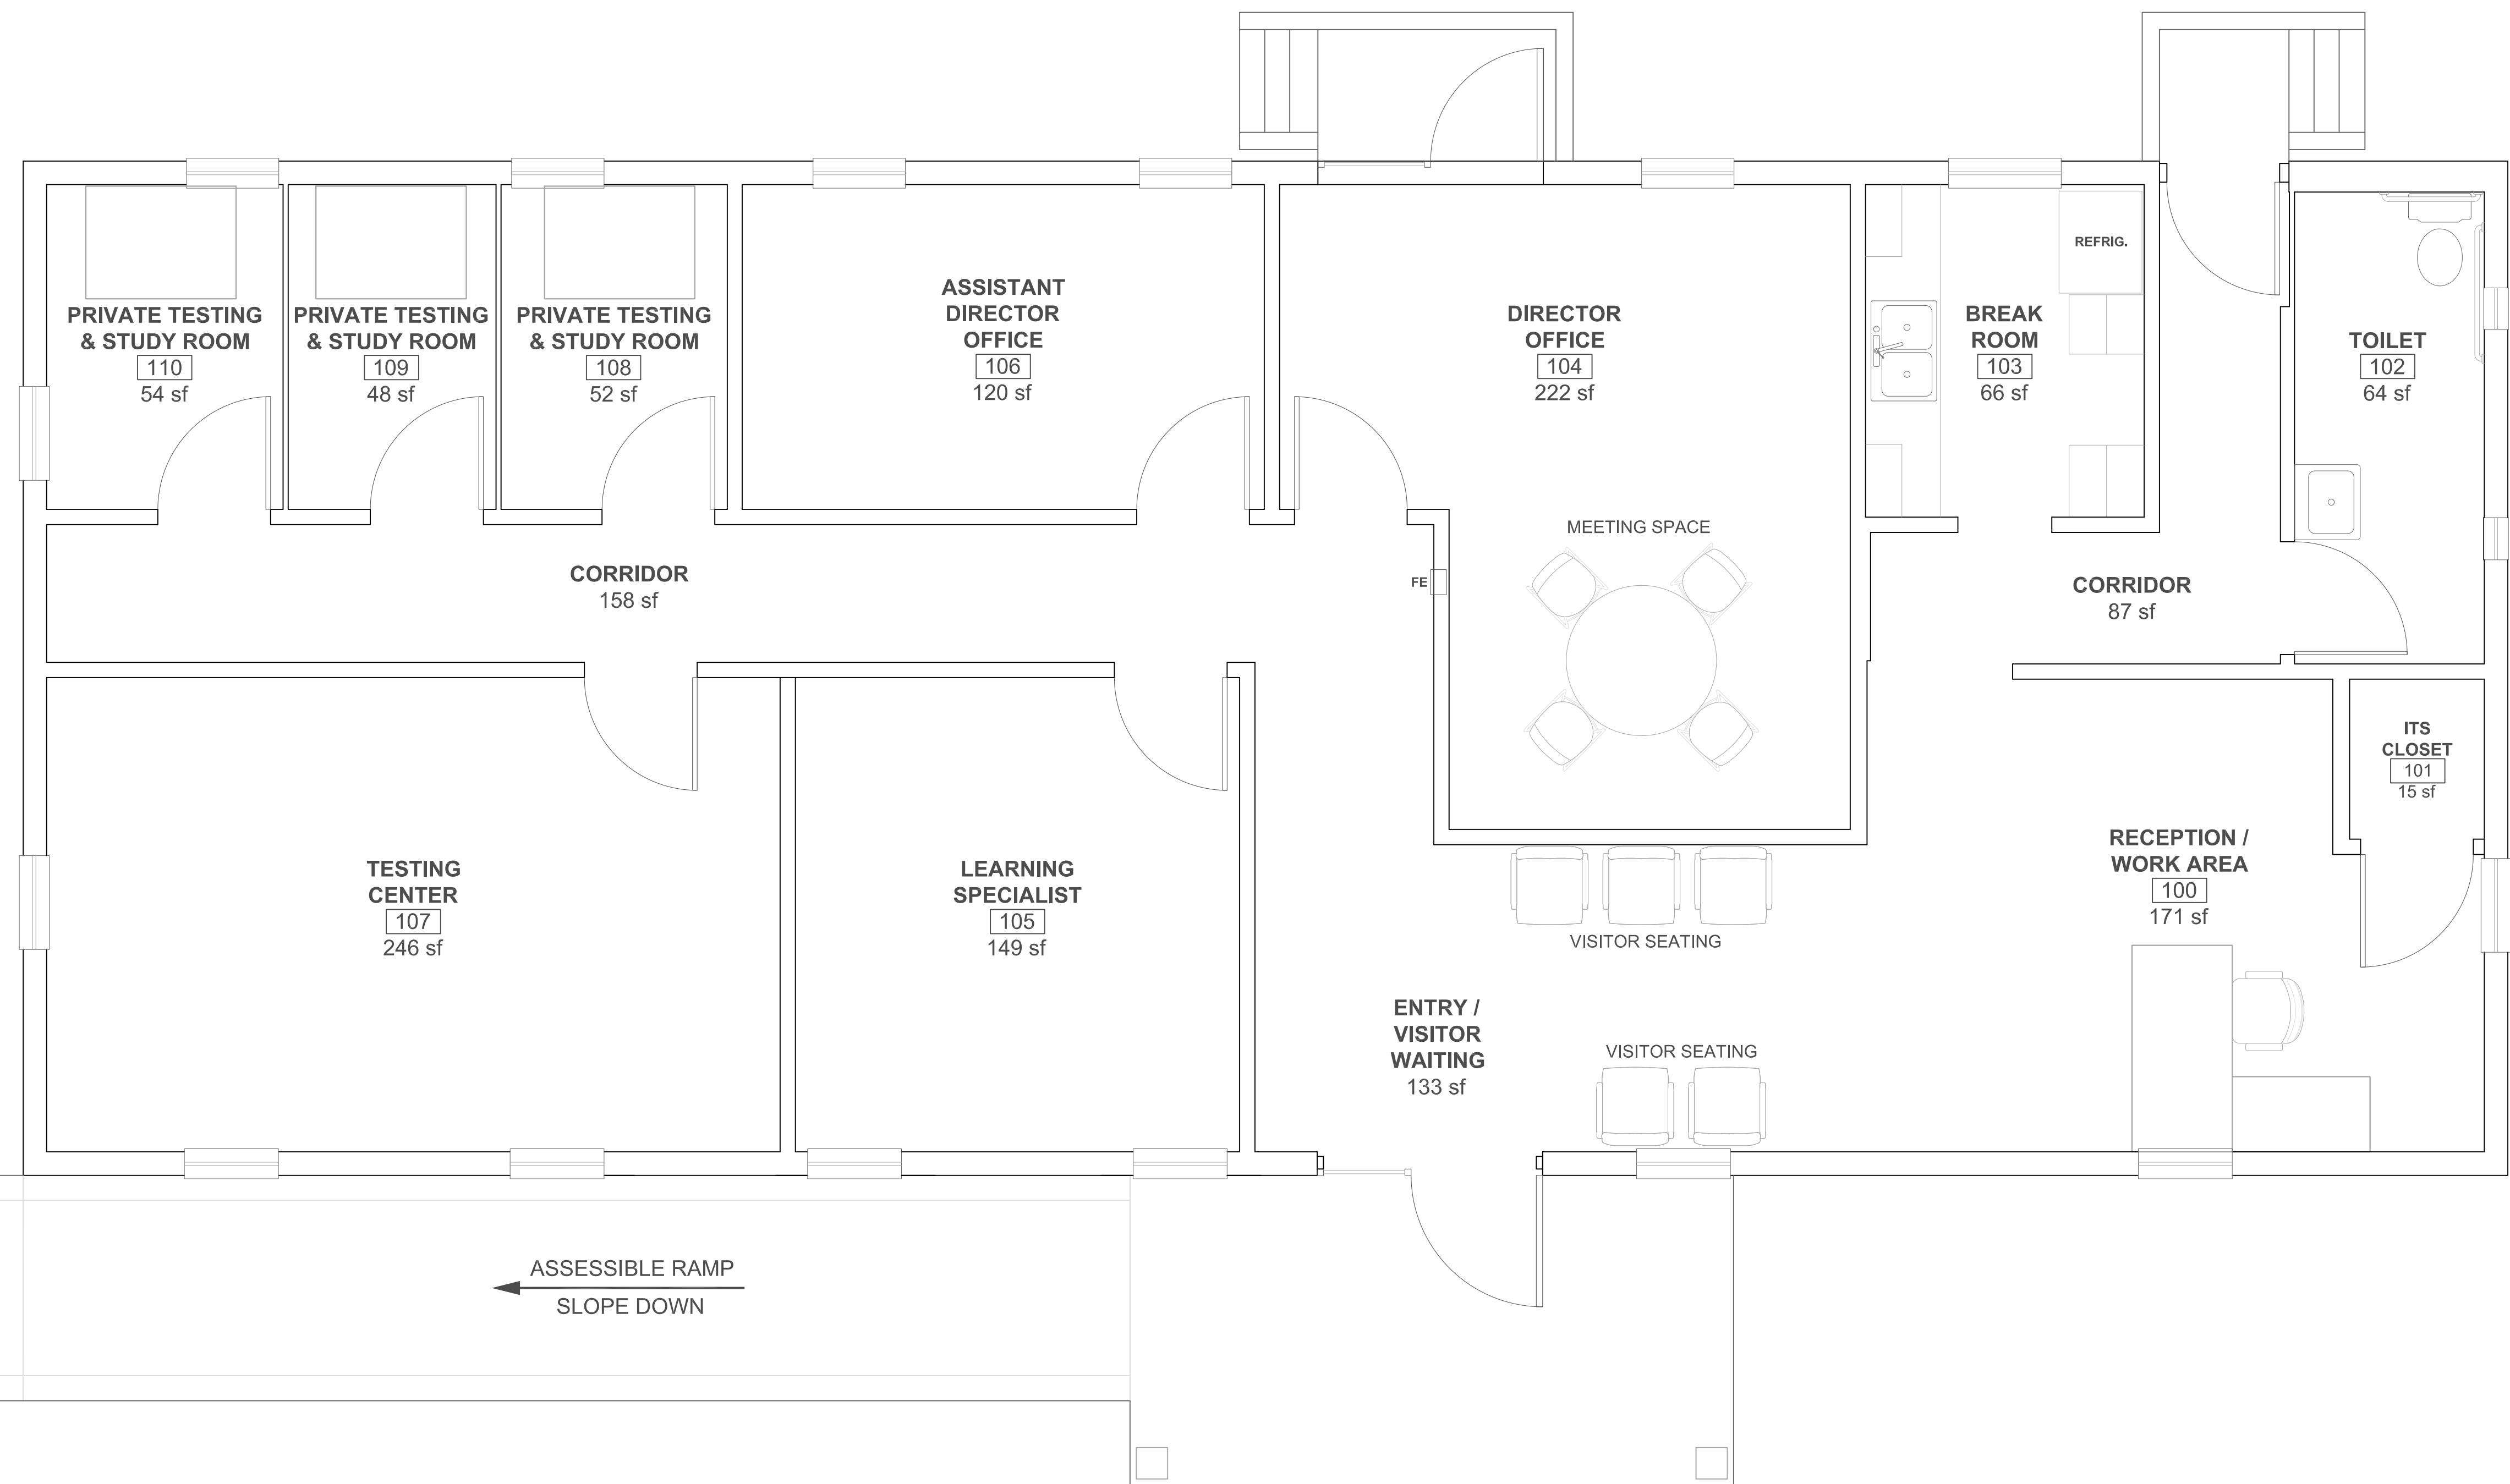 REFRIG.
PRIVATE TESTING
& STUDY ROOM
110
54 sf
PRIVATE TESTING
& STUDY ROOM
109
48 sf
PRIVATE TESTING
& STUDY ROOM
108
52 sf
ASSISTANT
DIRECTOR
OFFICE
106
120 sf
DIRECTOR
OFFICE
104
222 sf
BREAK
ROOM
103
66 sf
TOILET
102
64 sf
MEETING SPACE
CORRIDOR
158 sf
FE
CORRIDOR
87 sf
ITS
CLOSET
101
15 sf
TESTING
CENTER
107
246 sf
LEARNING
SPECIALIST
105
149 sf
VISITOR SEATING
RECEPTION /
WORK AREA
100
171 sf
ENTRY /
VISITOR
WAITING
133 sf
VISITOR SEATING
ASSESSIBLE RAMP
SLOPE DOWN